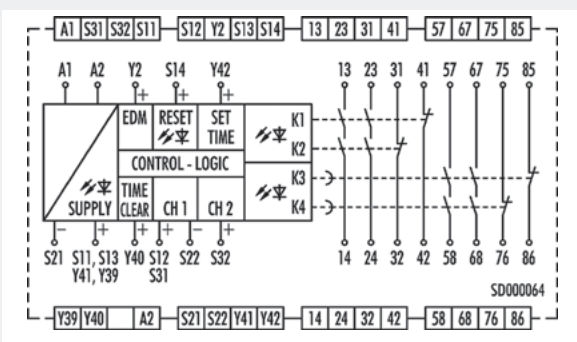 A1 S31 S32 S11 S12 Y2 S13 S14 13 23 31 41 57 67 75 85
A1 A2 Y2 S14 Y42 13 23 31 41 57 67 75 85
+ + +
EDM RESET SET TIME
K1
K2
CONTROL - LOGIC
K3
K4
SUPPLY TIME CLEAR CH 1 CH 2
- + + - +
S21 S11, S13 Y40 S12 S22 S32 14 24 32 42 58 68 76 86
Y41, Y39 S31
SD000064
Y39 Y40 A2 S21 S22 Y41 Y42 14 24 32 42 58 68 76 86